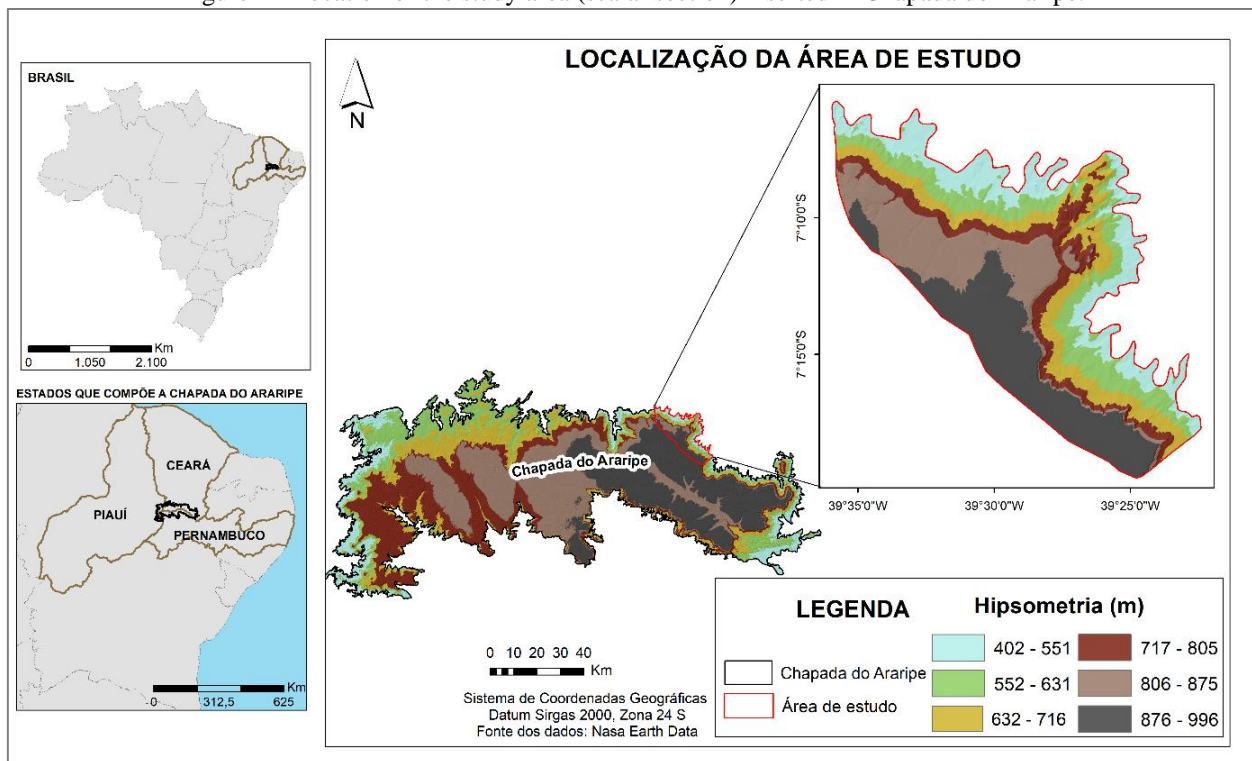 LOCALIZAÇÃO DA ÁREA DE ESTUDO
BRASIL
Km
0 1.050 2.100
ESTADOS QUE COMPÕE A CHAPADA DO ARARIPE
CEARÁ
PIAUÍ
PERNAMBUCO
Km
0 312,5 625
N
Chapada do Araripe
7°10'0"S
7°15'0"S
39°35'0"W 39°30'0"W 39°25'0"W
0 10 20 30 40
Km
Sistema de Coordenadas Geográficas
Datum Sirgas 2000, Zona 24 S
Fonte dos dados: Nasa Earth Data
LEGENDA
Chapada do Araripe
Área de estudo
Hipsometria (m)
402 - 551 717 - 805
552 - 631 806 - 875
632 - 716 876 - 996